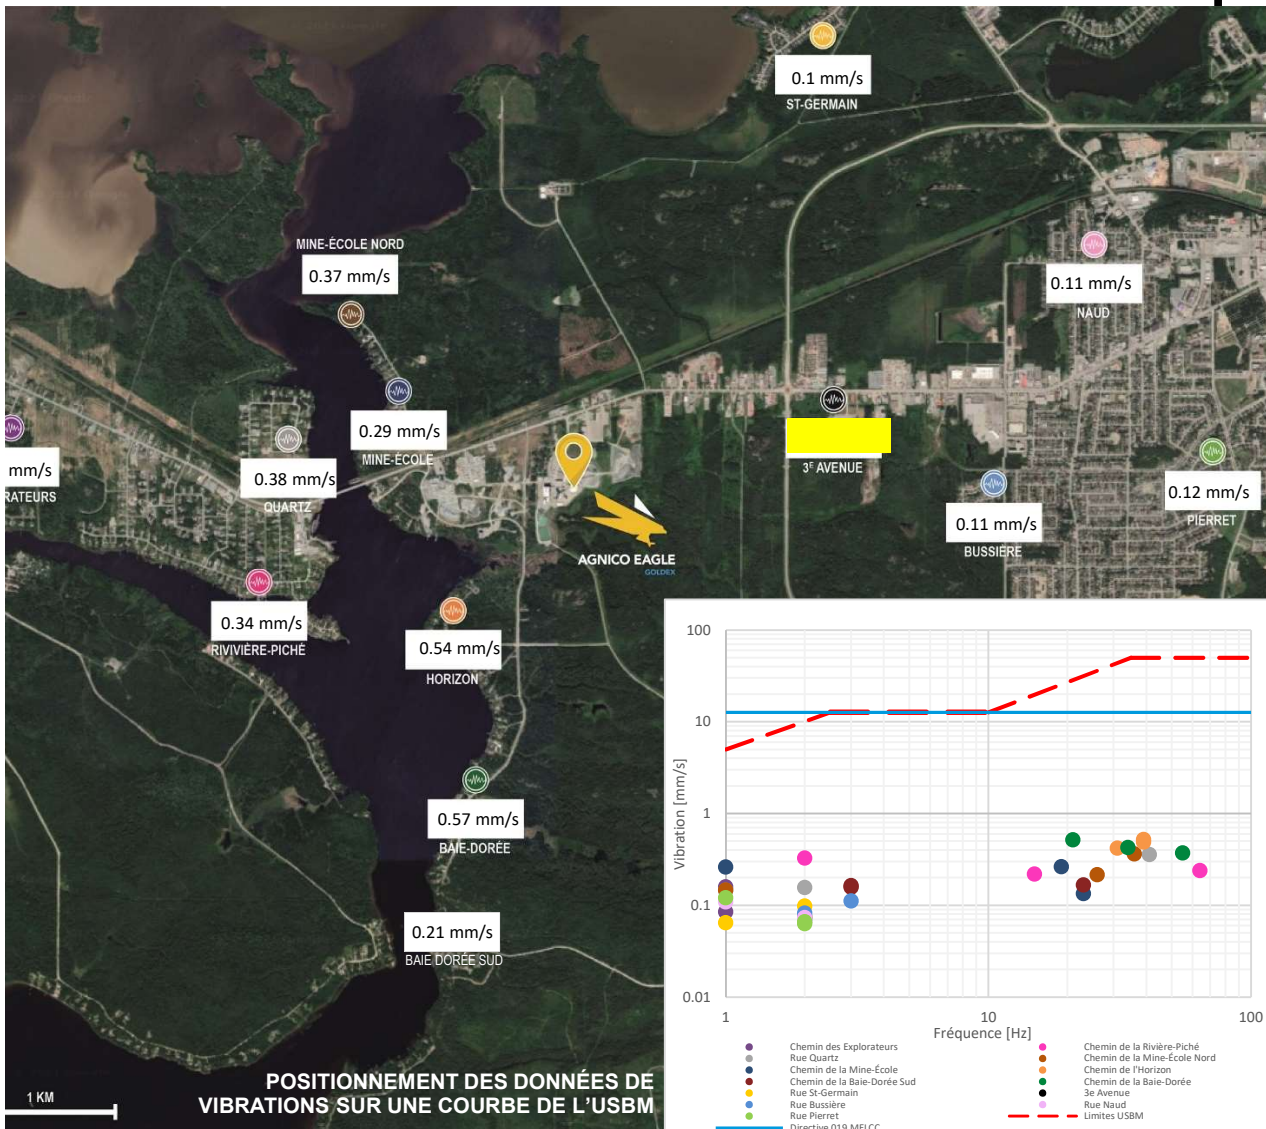 0.1 mm/s
ST-GERMAIN
MINE-ÉCOLE NORD
0.37 mm/s
0.11 mm/s
NAUD
0.29 mm/s
MINE-ÉCOLE
mm/s
RATEURS
0.38 mm/s
QUARTZ
3E AVENUE
0.12 mm/s
PIERRET
0.11 mm/s
BUSSIÈRE
AGNICO EAGLE
GOLDEX
0.34 mm/s
RIVIVIÈRE-PICHÉ
0.54 mm/s
HORIZON
0.57 mm/s
BAIE-DORÉE
0.21 mm/s
BAIE DORÉE SUD
POSITIONNEMENT DES DONNÉES DE
VIBRATIONS SUR UNE COURBE DE L'USBM
1 KM
100
10
1
0.1
0.01
Vibration [mm/s]
1
10
100
Fréquence [Hz]
Chemin des Explorateurs
Rue Quartz
Chemin de la Mine-École
Chemin de la Baie-Dorée Sud
Rue St-Germain
Rue Bussière
Rue Pierret
Directive 019 MELCC
Chemin de la Rivière-Piché
Chemin de la Mine-École Nord
Chemin de l'Horizon
Chemin de la Baie-Dorée
3e Avenue
Rue Naud
Limites USBM